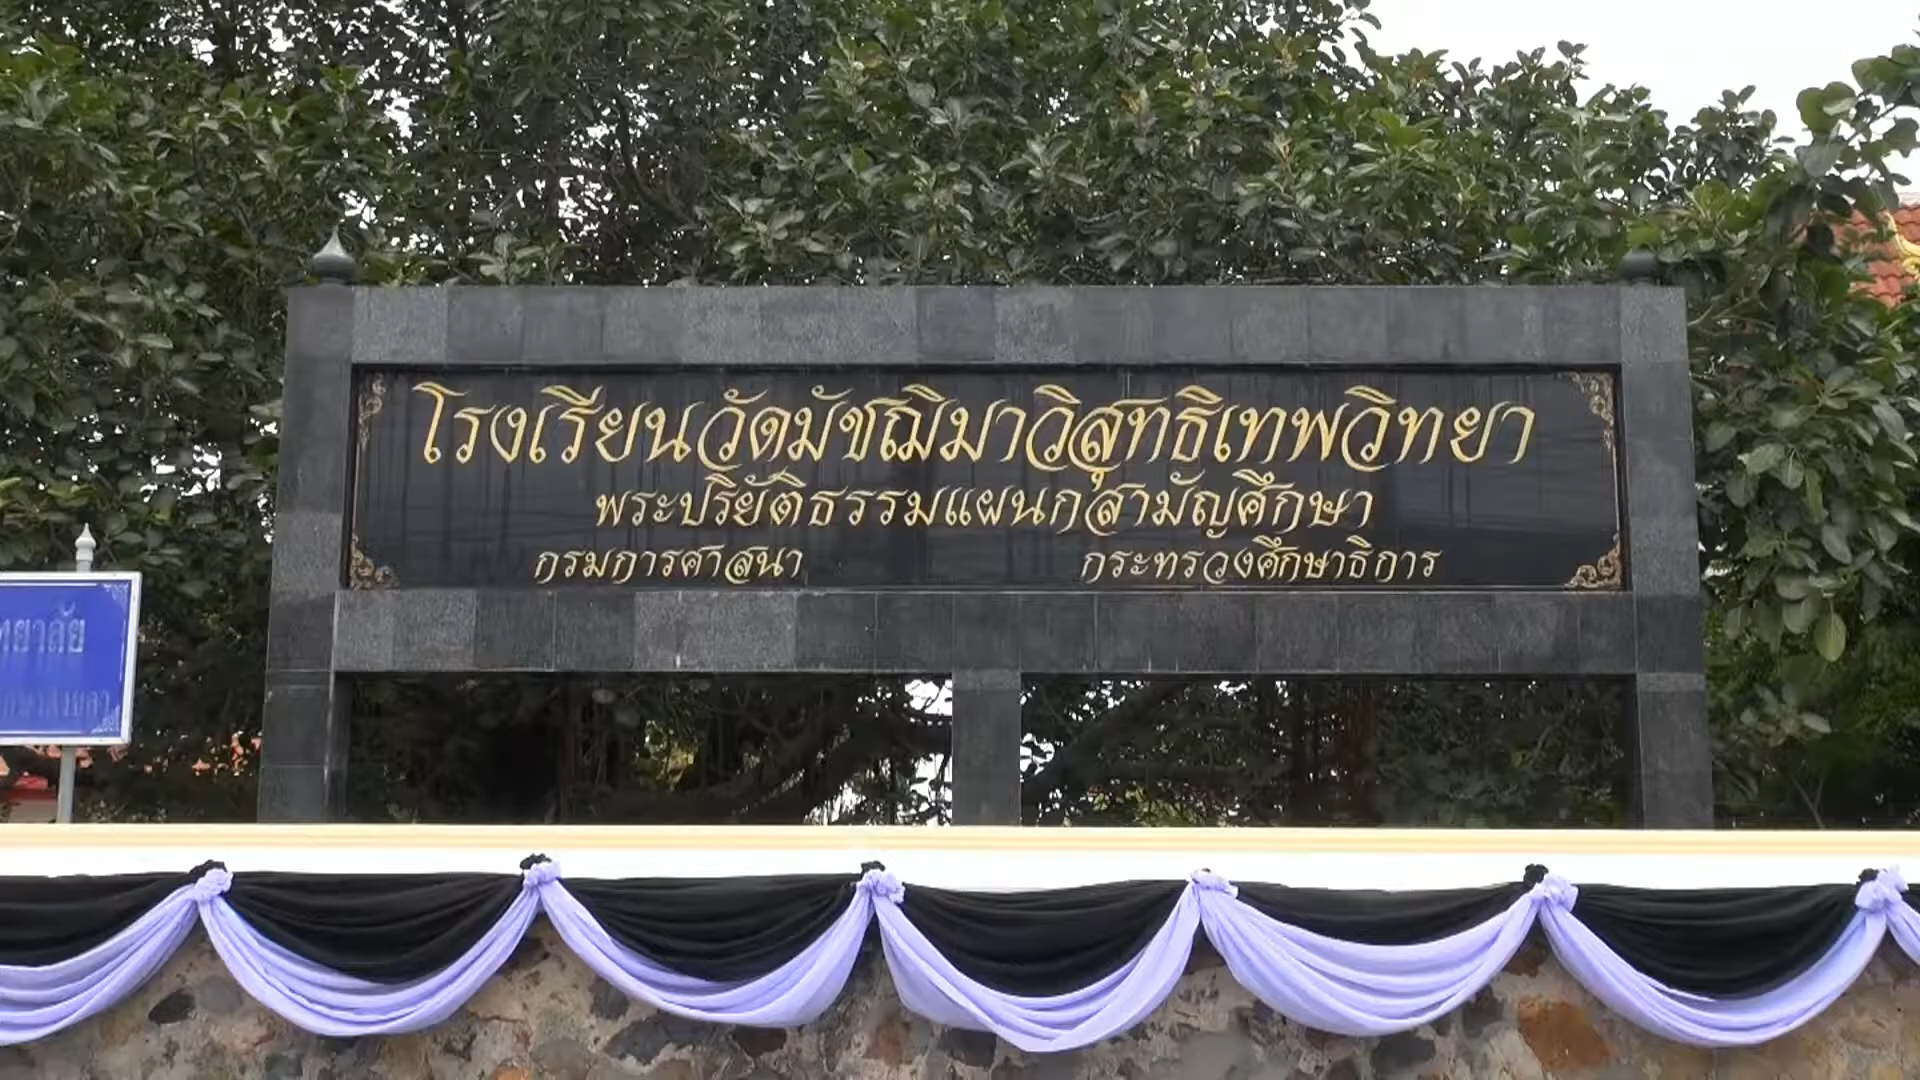 โรงเรียนวัดมัชฌิมาวิสุทธิเทพวิทยา
พระปริยัติธรรมแผนกสามัญศึกษา
กรมการศาสนา กระทรวงศึกษาธิการ